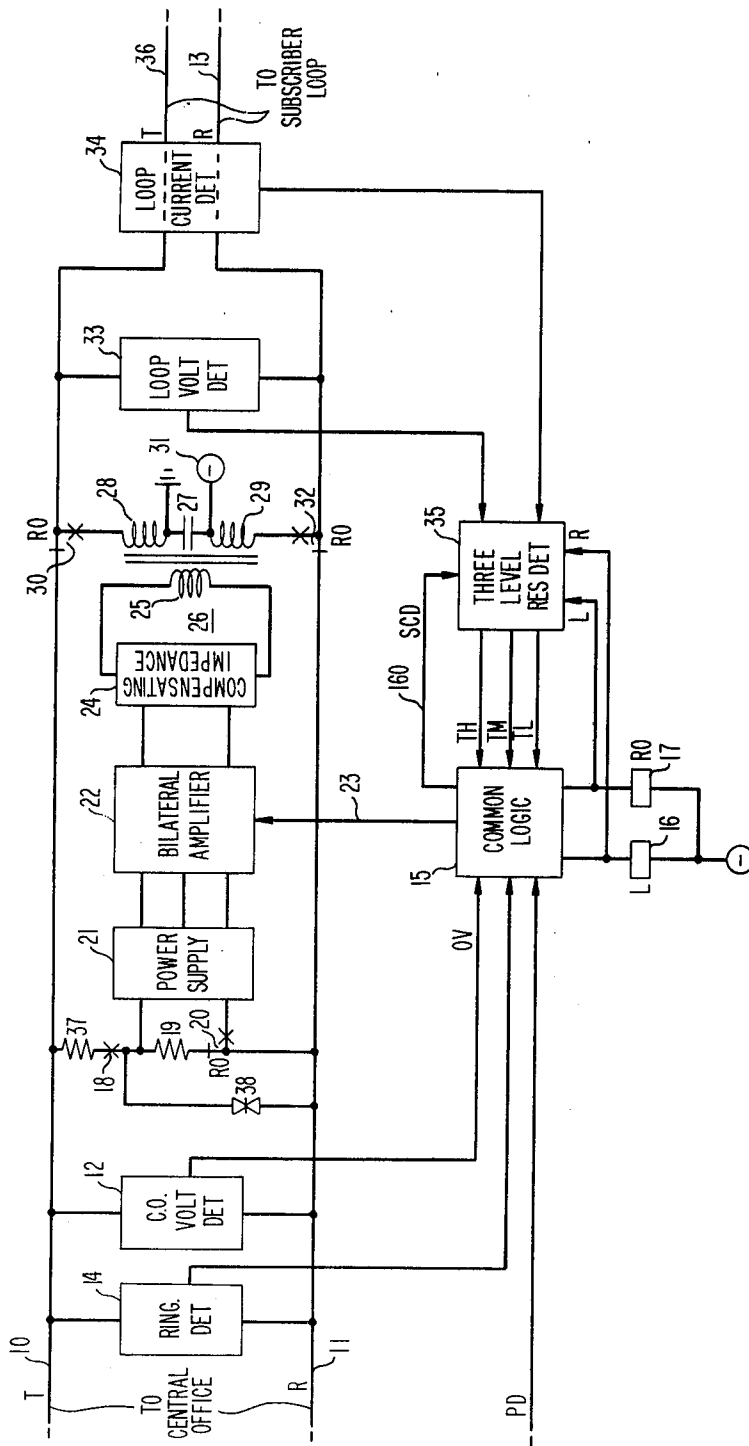 T
10
TO
CENTRAL
OFFICE
R
11
14
RING.
DET
12
C.O.
VOLT
DET
37
18
19
20
RO
38
21
POWER
SUPPLY
22
BILATERAL
AMPLIFIER
23
24
COMPENSATING
IMPEDANCE
25
26
27
28
29
30
RO
31
32
RO
33
LOOP
VOLT
DET
34
LOOP
CURRENT
DET
T
36
R
13
TO
SUBSCRIBER
LOOP
OV
PD
15
COMMON
LOGIC
160
SCD
TH
TM
TL
35
THREE
LEVEL
RES DET
L
R
L
16
RO
17